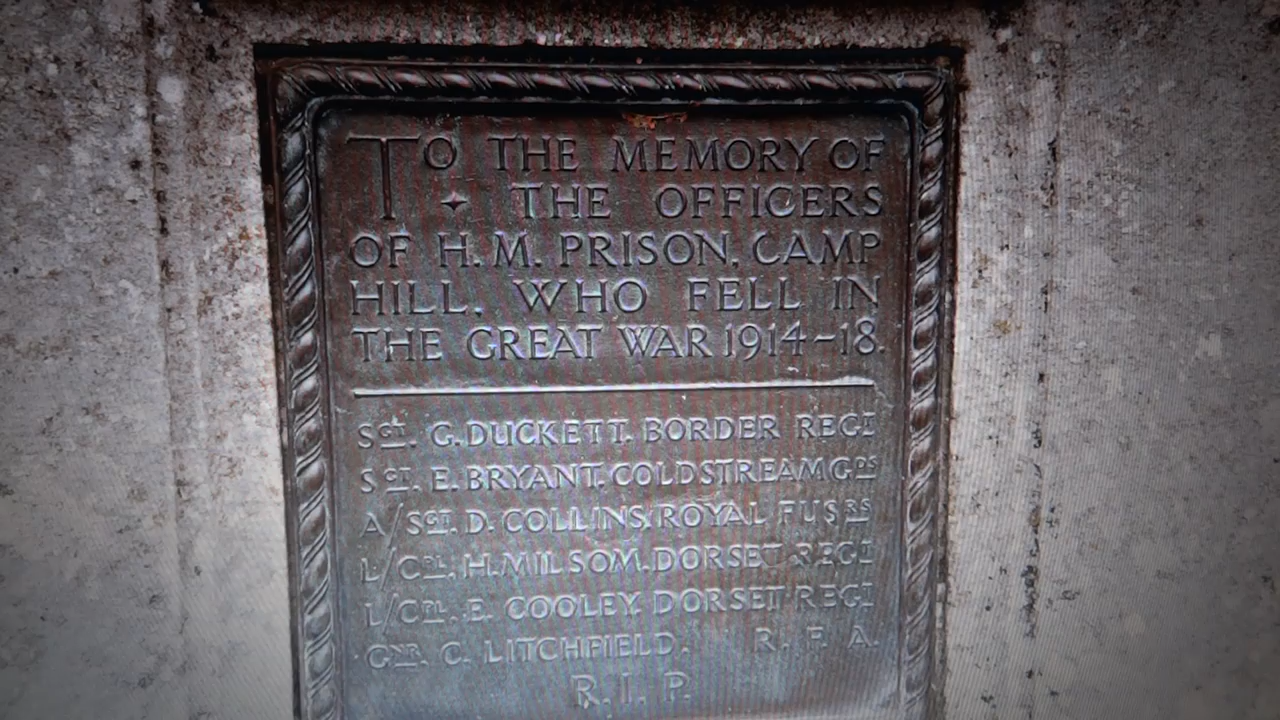 TO THE MEMORY OF
✦ THE OFFICERS
OF H.M. PRISON, CAMP
HILL, WHO FELL IN
THE GREAT WAR 1914-18.
SGT. G. DUCKETT. BORDER REGT
SGT. E. BRYANT. COLDSTREAM GDS
A/SGT. D. COLLINS, ROYAL FUSRS
L/CPL. H. MILSOM. DORSET REGT
L/CPL. E. COOLEY. DORSET REGT
GNR. C. LITCHFIELD. R. F. A.
R. I. P.